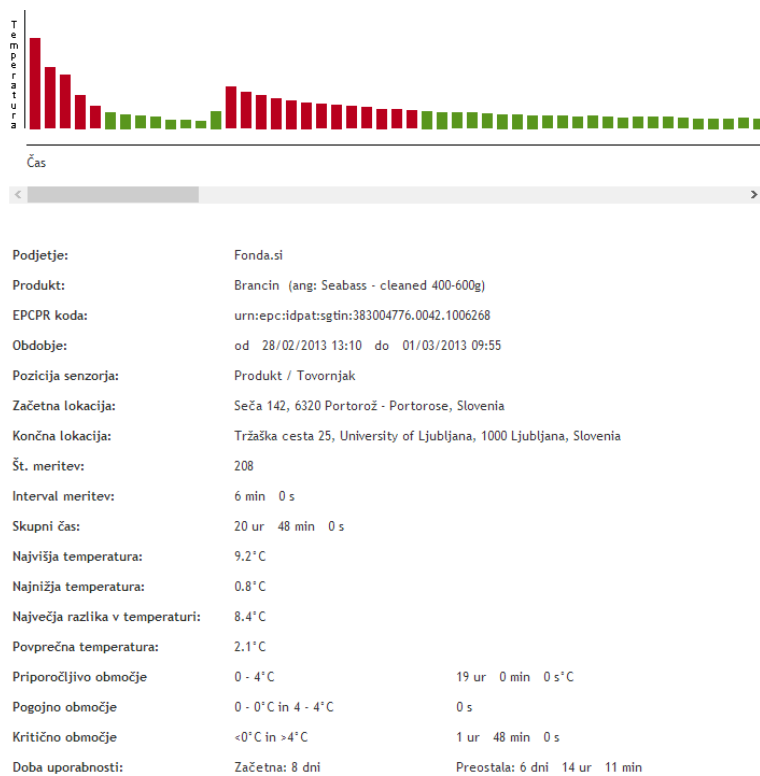 Temperatura
Čas
Podjetje: Fonda.si
Produkt: Brancin (ang: Seabass - cleaned 400-600g)
EPCPR koda: urn:epc:idpat:sgtin:383004776.0042.1006268
Obdobje: od 28/02/2013 13:10 do 01/03/2013 09:55
Pozicija senzorja: Produkt / Tovornjak
Začetna lokacija: Seča 142, 6320 Portorož - Portorose, Slovenia
Končna lokacija: Tržaška cesta 25, University of Ljubljana, 1000 Ljubljana, Slovenia
Št. meritev: 208
Interval meritev: 6 min 0 s
Skupni čas: 20 ur 48 min 0 s
Najvišja temperatura: 9.2°C
Najnižja temperatura: 0.8°C
Največja razlika v temperaturi: 8.4°C
Povprečna temperatura: 2.1°C
Priporočljivo območje 0 - 4°C 19 ur 0 min 0 s°C
Pogojno območje 0 - 0°C in 4 - 4°C 0 s
Kritično območje <0°C in >4°C 1 ur 48 min 0 s
Doba uporabnosti: Začetna: 8 dni Preostala: 6 dni 14 ur 11 min